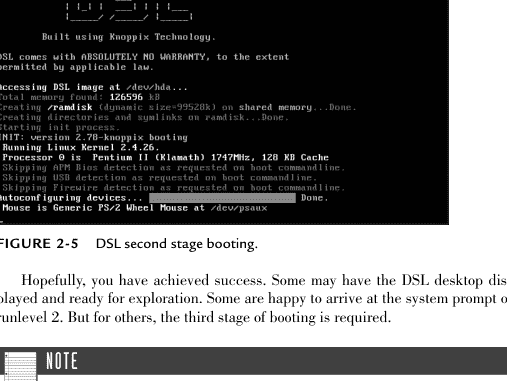 Built using Knoppix Technology.
DSL comes with ABSOLUTELY NO WARRANTY, to the extent
permitted by applicable law.
Accessing DSL image at /dev/hda...
Total memory found: 126596 kB
Creating /ramdisk (dynamic size=99528k) on shared memory...Done.
Creating directories and symlinks on ramdisk...Done.
Starting init process.
INIT: version 2.78-knoppix booting
Running Linux Kernel 2.4.26.
Processor 0 is Pentium II (Klamath) 1747MHz, 128 KB Cache
Skipping APM Bios detection as requested on boot commandline.
Skipping USB detection as requested on boot commandline.
Skipping Firewire detection as requested on boot commandline.
Autoconfiguring devices... Done.
Mouse is Generic PS/2 Wheel Mouse at /dev/psaux
FIGURE 2-5 DSL second stage booting.
Hopefully, you have achieved success. Some may have the DSL desktop dis
played and ready for exploration. Some are happy to arrive at the system prompt o
runlevel 2. But for others, the third stage of booting is required.
NOTE